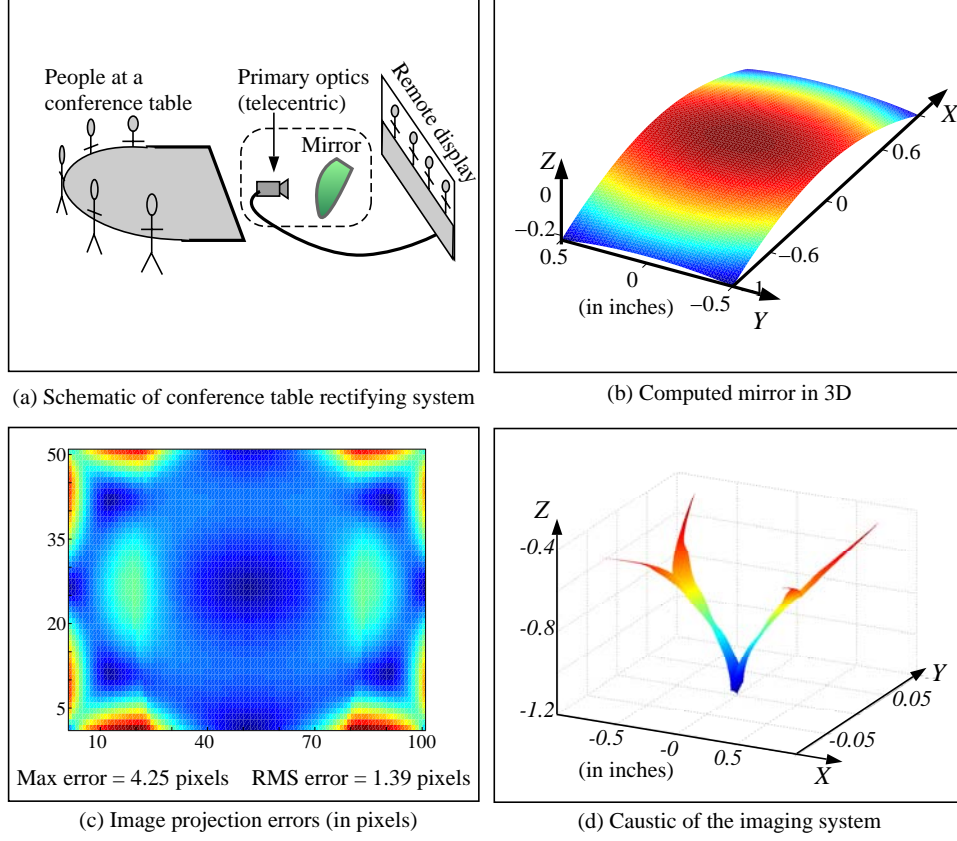 People at a
conference table
Primary optics
(telecentric)
Mirror
Remote display
(a) Schematic of conference table rectifying system
Z
0
−0.2
0.5
0
(in inches)
−0.5
Y
1
−0.6
0
0.6
X
(b) Computed mirror in 3D
50
35
20
5
10 40 70 100
Max error = 4.25 pixels RMS error = 1.39 pixels
(c) Image projection errors (in pixels)
Z
-0.4
-0.8
-1.2
-0.5
-0
0.5
(in inches)
X
-0.05
0.05
Y
(d) Caustic of the imaging system